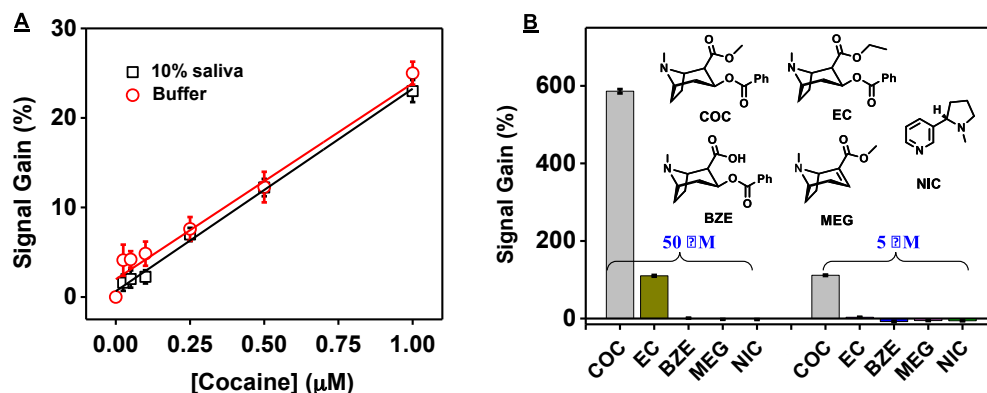 A
30
20
10
0
Signal Gain (%)
10% saliva
Buffer
0.00 0.25 0.50 0.75 1.00
[Cocaine] (μM)
B
600
400
200
0
Signal Gain (%)
N O O O Ph O
COC
N O O O Ph O
EC
N O OH O Ph O
BZE
N O O
MEG
H N N
NIC
50 �M
5 �M
COC EC BZE MEG NIC COC EC BZE MEG NIC